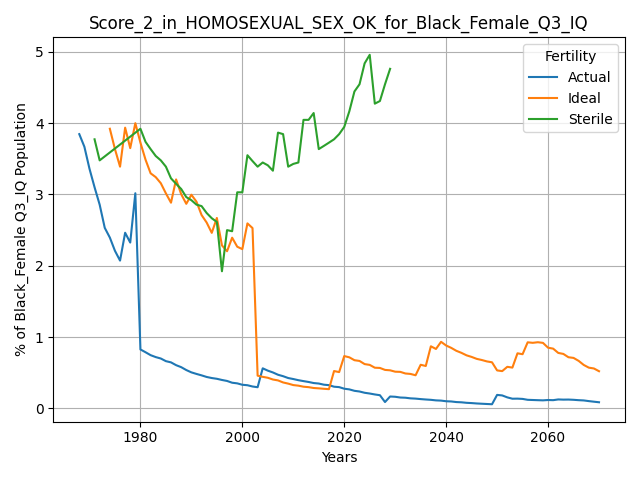 Score_2_in_HOMOSEXUAL_SEX_OK_for_Black_Female_Q3_IQ
Fertility
Actual
Ideal
Sterile
% of Black_Female Q3_IQ Population
5
4
3
2
1
0
1980
2000
2020
2040
2060
Years